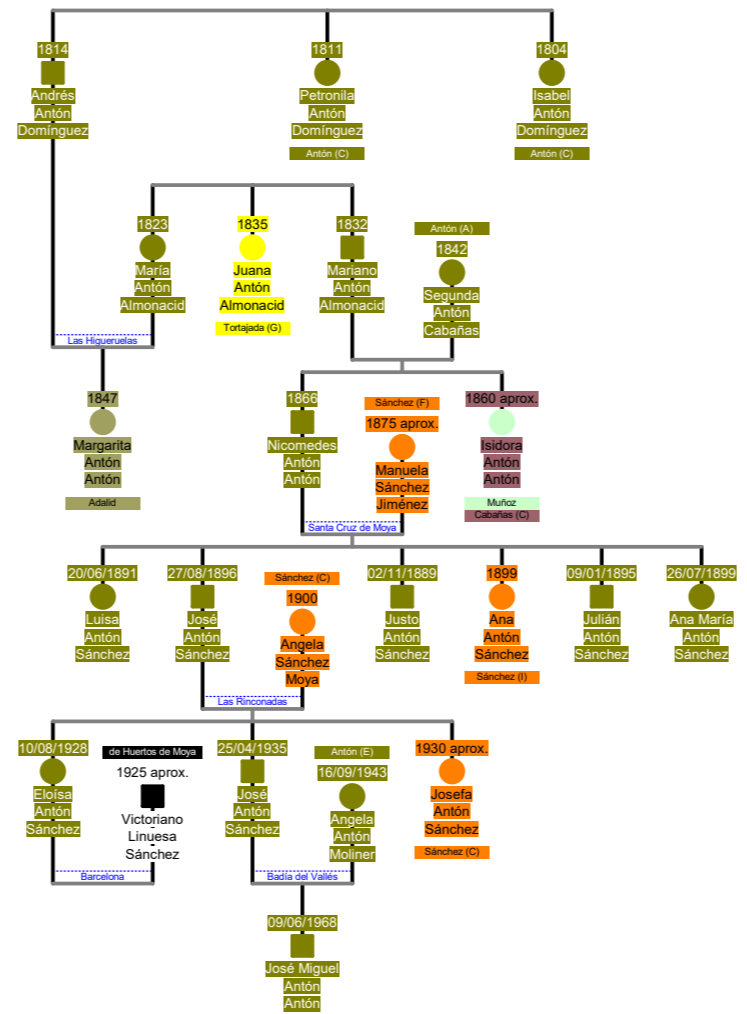 1814
Andrés
Antón
Domínguez
1811
Petronila
Antón
Domínguez
Antón (C)
1804
Isabel
Antón
Domínguez
Antón (C)
1823
María
Antón
Almonacid
1835
Juana
Antón
Almonacid
Tortajada (G)
1832
Mariano
Antón
Almonacid
Antón (A)
1842
Segunda
Antón
Cabañas
Las Higueruelas
1847
Margarita
Antón
Antón
Adalid
1866
Nicomedes
Antón
Antón
Sánchez (F)
1875 aprox.
Manuela
Sánchez
Jiménez
1860 aprox.
Isidora
Antón
Antón
Muñoz
Cabañas (C)
Santa Cruz de Moya
20/06/1891
Luisa
Antón
Sánchez
27/08/1896
José
Antón
Sánchez
Sánchez (C)
1900
Angela
Sánchez
Moya
02/11/1889
Justo
Antón
Sánchez
1899
Ana
Antón
Sánchez
Sánchez (I)
09/01/1895
Julián
Antón
Sánchez
26/07/1899
Ana María
Antón
Sánchez
Las Rinconadas
10/08/1928
Eloísa
Antón
Sánchez
de Huertos de Moya
1925 aprox.
Victoriano
Linuesa
Sánchez
25/04/1935
José
Antón
Sánchez
Antón (E)
16/09/1943
Angela
Antón
Moliner
1930 aprox.
Josefa
Antón
Sánchez
Sánchez (C)
Barcelona
Badía del Vallés
09/06/1968
José Miguel
Antón
Antón